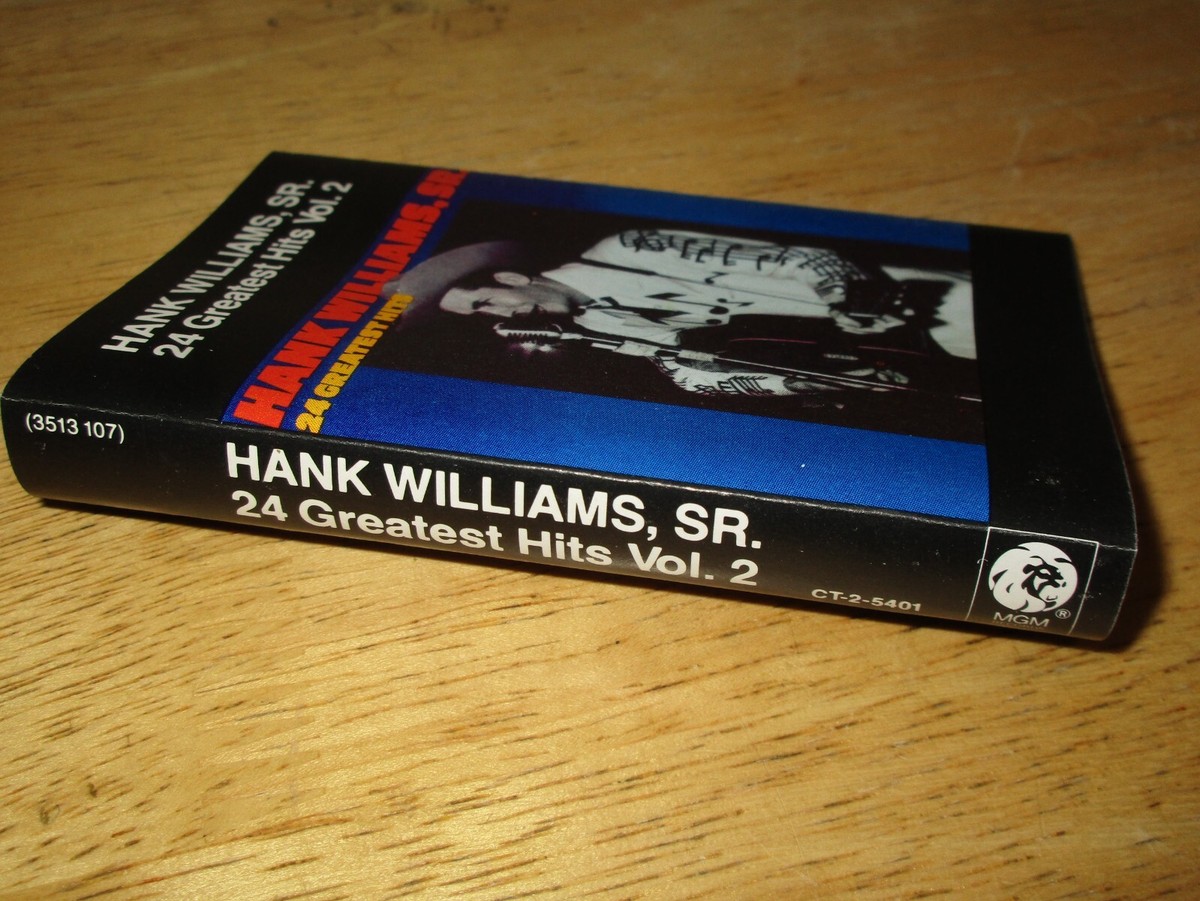 HANK WILLIAMS, SR.
24 Greatest Hits Vol. 2
HANK WILLIAMS, SR.
24 GREATEST HITS
(3513 107)
HANK WILLIAMS, SR.
24 Greatest Hits Vol. 2
CT-2-5401
MGM ®